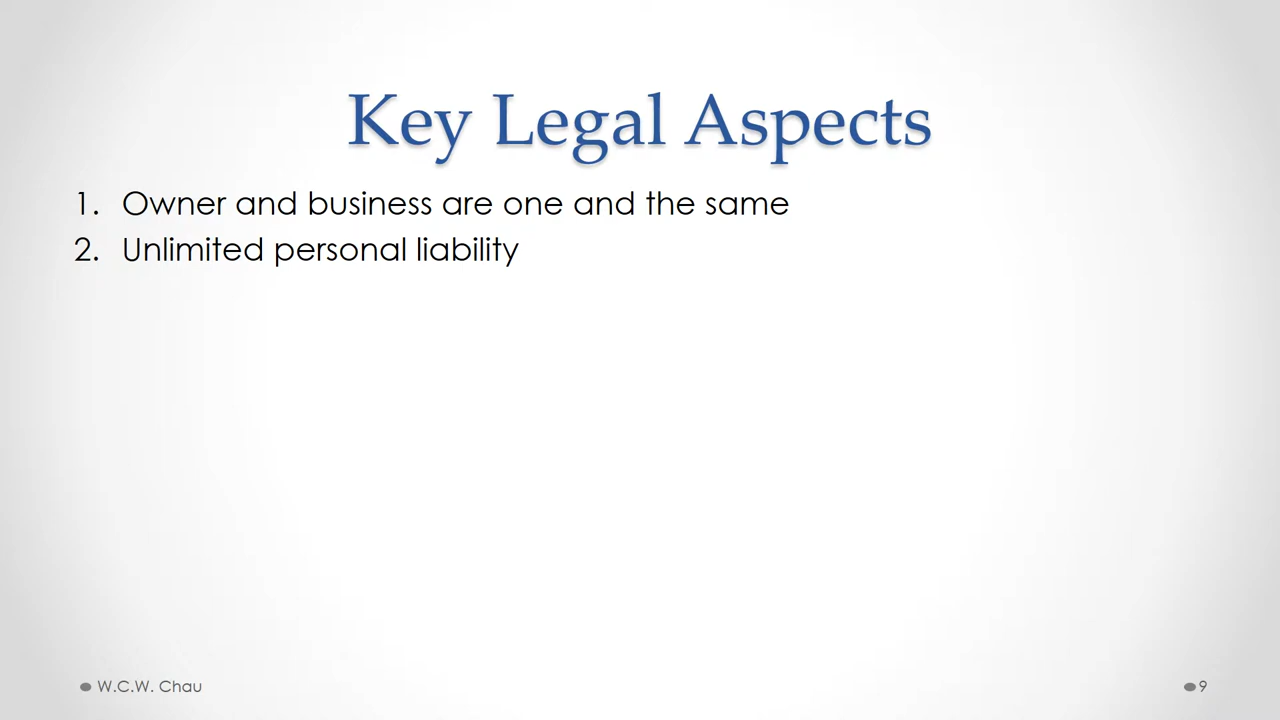 Key Legal Aspects
1. Owner and business are one and the same
2. Unlimited personal liability
W.C.W. Chau
9